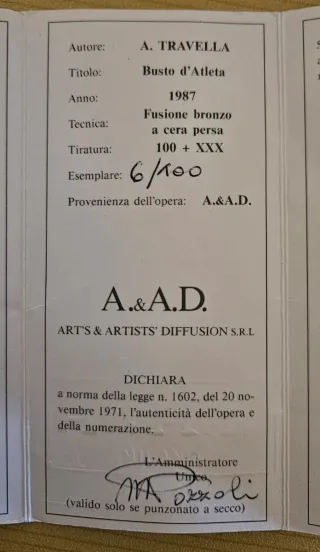 Autore: A. TRAVELLA
Titolo: Busto d'Atleta
Anno: 1987
Tecnica: Fusione bronzo
a cera persa
Tiratura: 100 + XXX
Esemplare: 6/100
Provenienza dell'opera: A.&A.D.
A.&A.D.
ART'S & ARTISTS' DIFFUSION S.R.L
DICHIARA
a norma della legge n. 1602, del 20 no-
vembre 1971, l'autenticità dell'opera e
della numerazione.
L'Amministratore
Unico
Pozzoli
(valido solo se punzonato a secco)